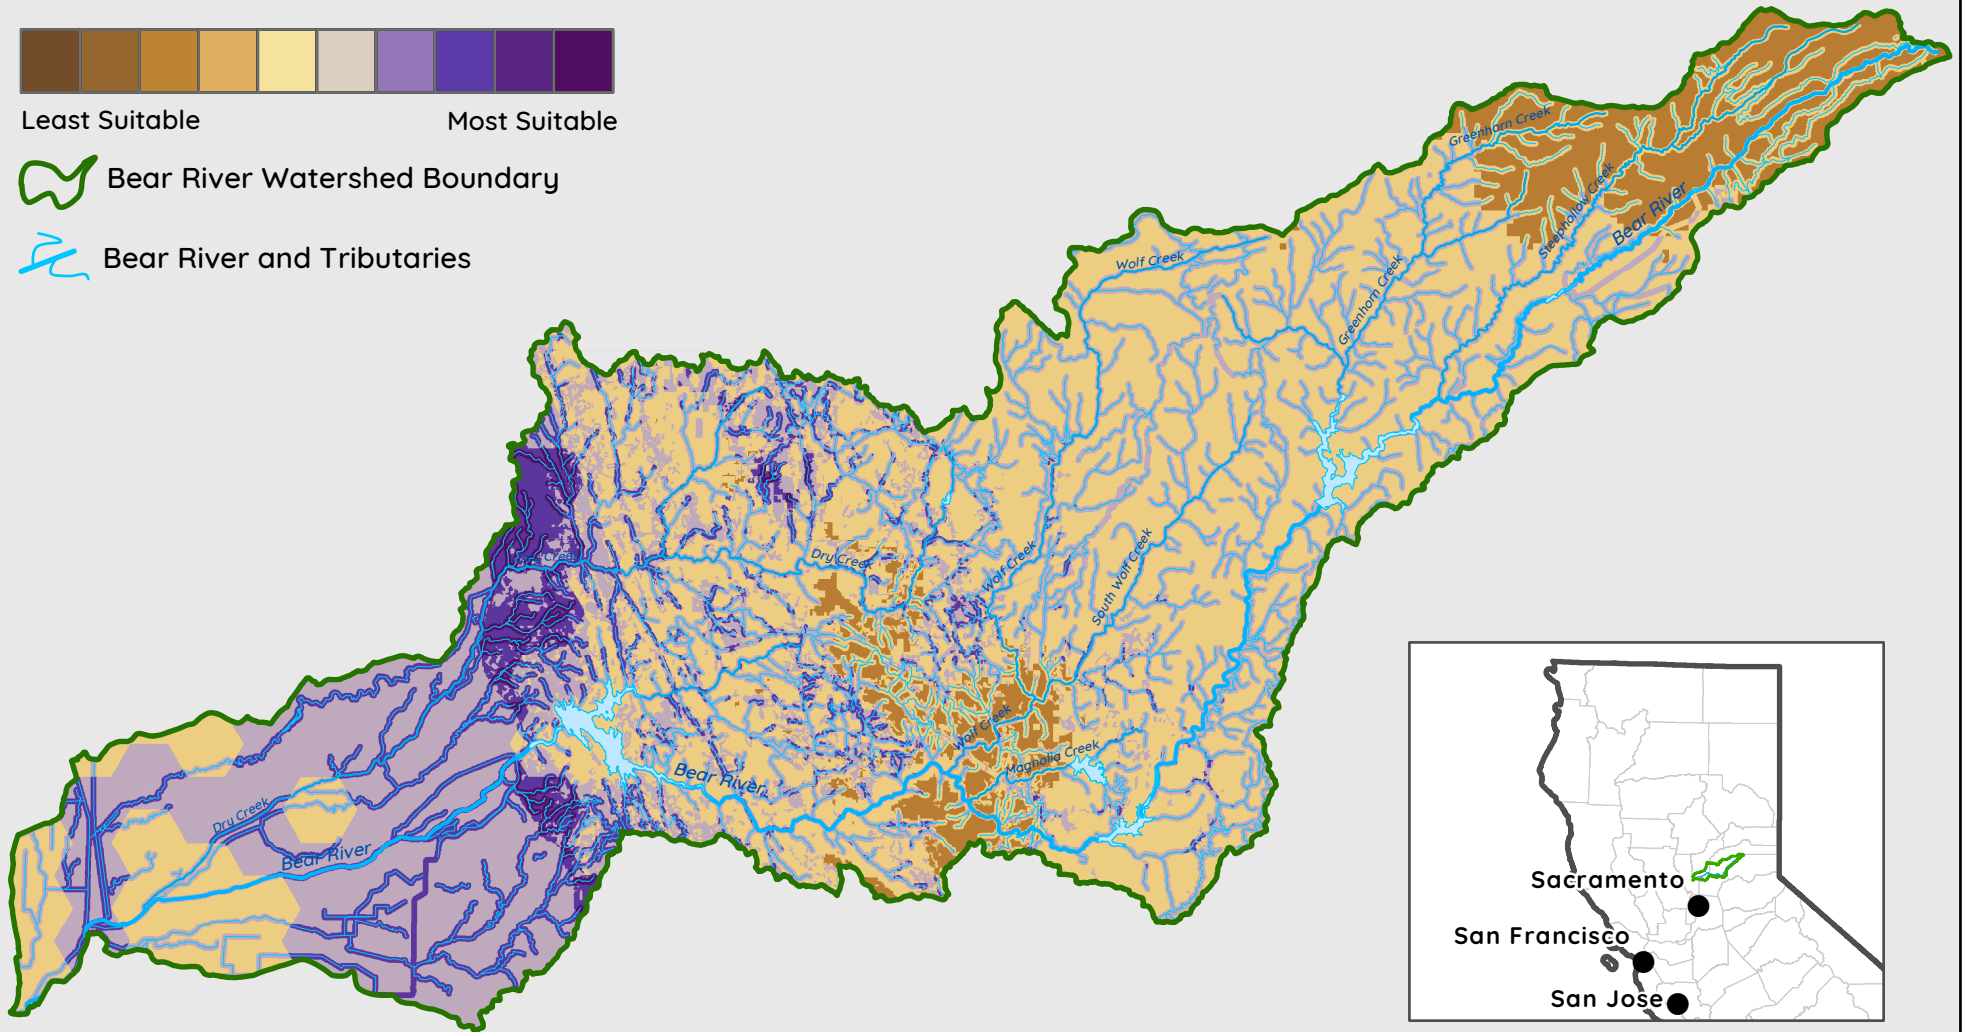 Least Suitable
Most Suitable
Bear River Watershed Boundary
Bear River and Tributaries
Greenhorn Creek
Steephollow Creek
Bear River
Wolf Creek
Greenhorn Creek
Dry Creek
Dry Creek
Wolf Creek
South Wolf Creek
Wolf Creek
Magnolia Creek
Bear River
Dry Creek
Bear River
Sacramento
San Francisco
San Jose